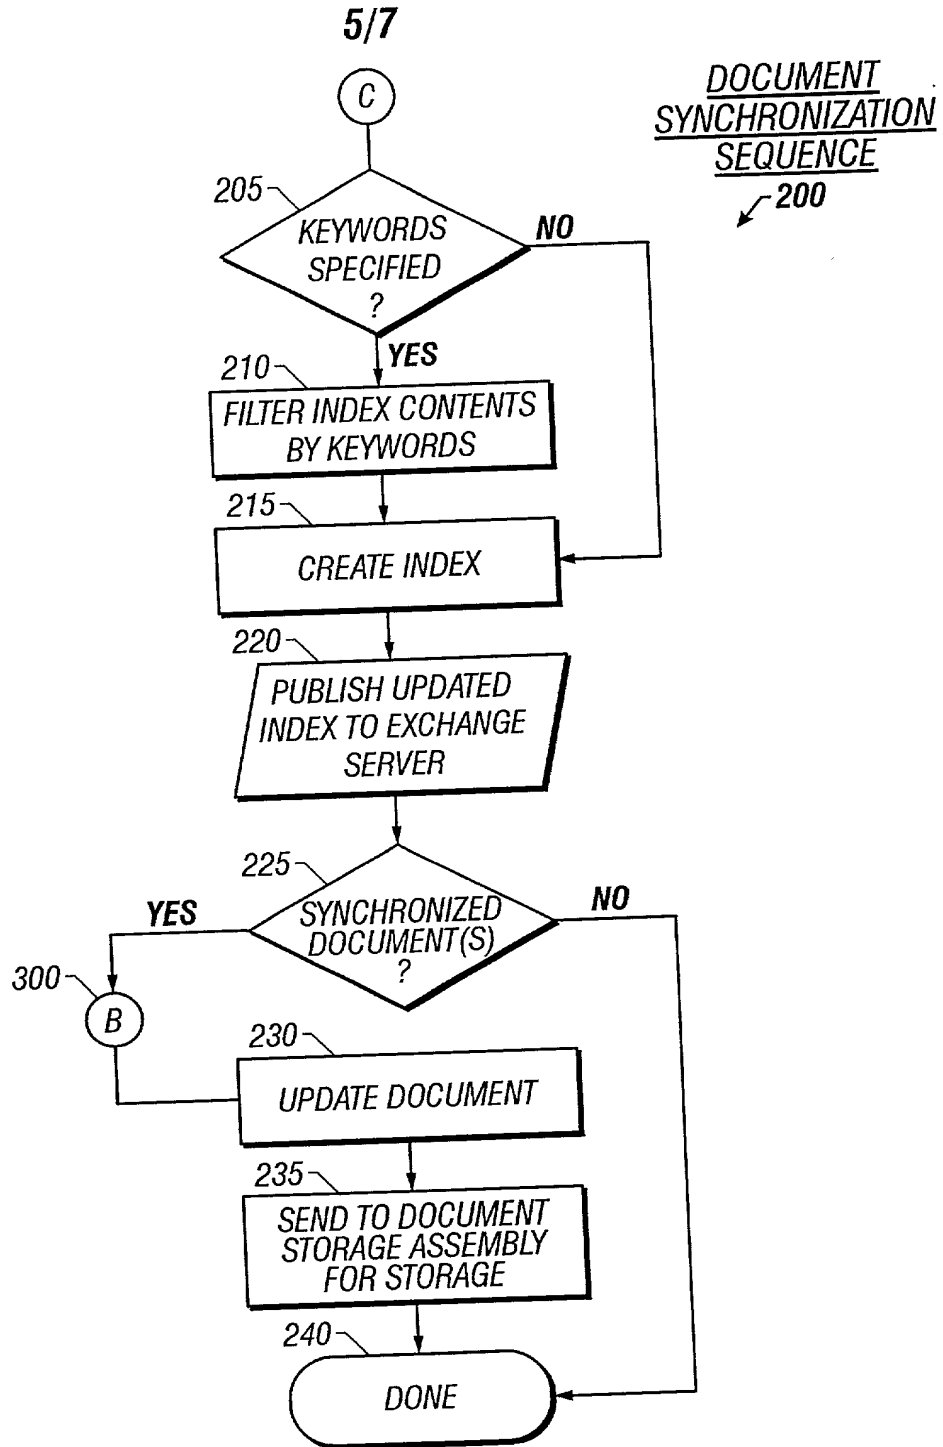 5/7
C
DOCUMENT
SYNCHRONIZATION
SEQUENCE
200
205
KEYWORDS
SPECIFIED
?
NO
YES
210
FILTER INDEX CONTENTS
BY KEYWORDS
215
CREATE INDEX
220
PUBLISH UPDATED
INDEX TO EXCHANGE
SERVER
225
SYNCHRONIZED
DOCUMENT(S)
?
YES
NO
300
B
230
UPDATE DOCUMENT
235
SEND TO DOCUMENT
STORAGE ASSEMBLY
FOR STORAGE
240
DONE